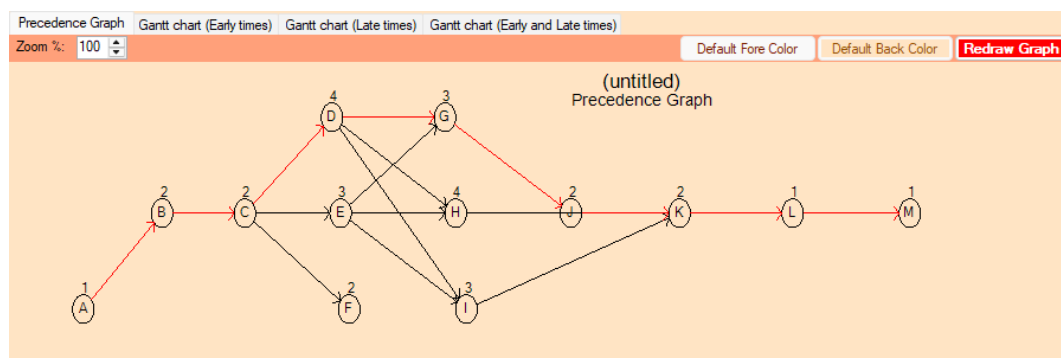 Precedence Graph Gantt chart (Early times) Gantt chart (Late times) Gantt chart (Early and Late times)
Zoom %: 100 Default Fore Color Default Back Color Redraw Graph
(untitled)
Precedence Graph
4 3
D G
2 2 3 4 2 2 1 1
B C E H J K L M
1 2 3
A F I